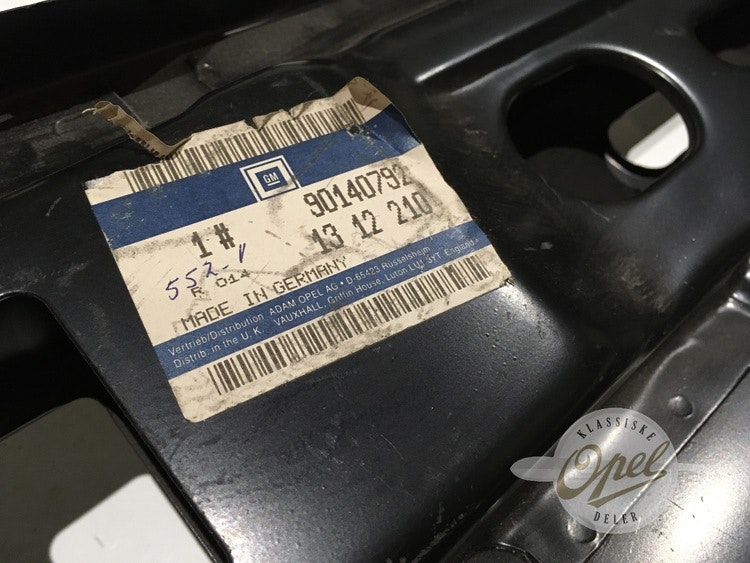 GM
90140792
1# 13 12 210
552-V
R 014
MADE IN GERMANY
Vertrieb/Distribution ADAM OPEL AG • D-65423 Rüsselsheim
Distrib. in the U.K. VAUXHALL, Griffin House, Luton LU1 3YT England
KLASSISKE
Opel
DELER